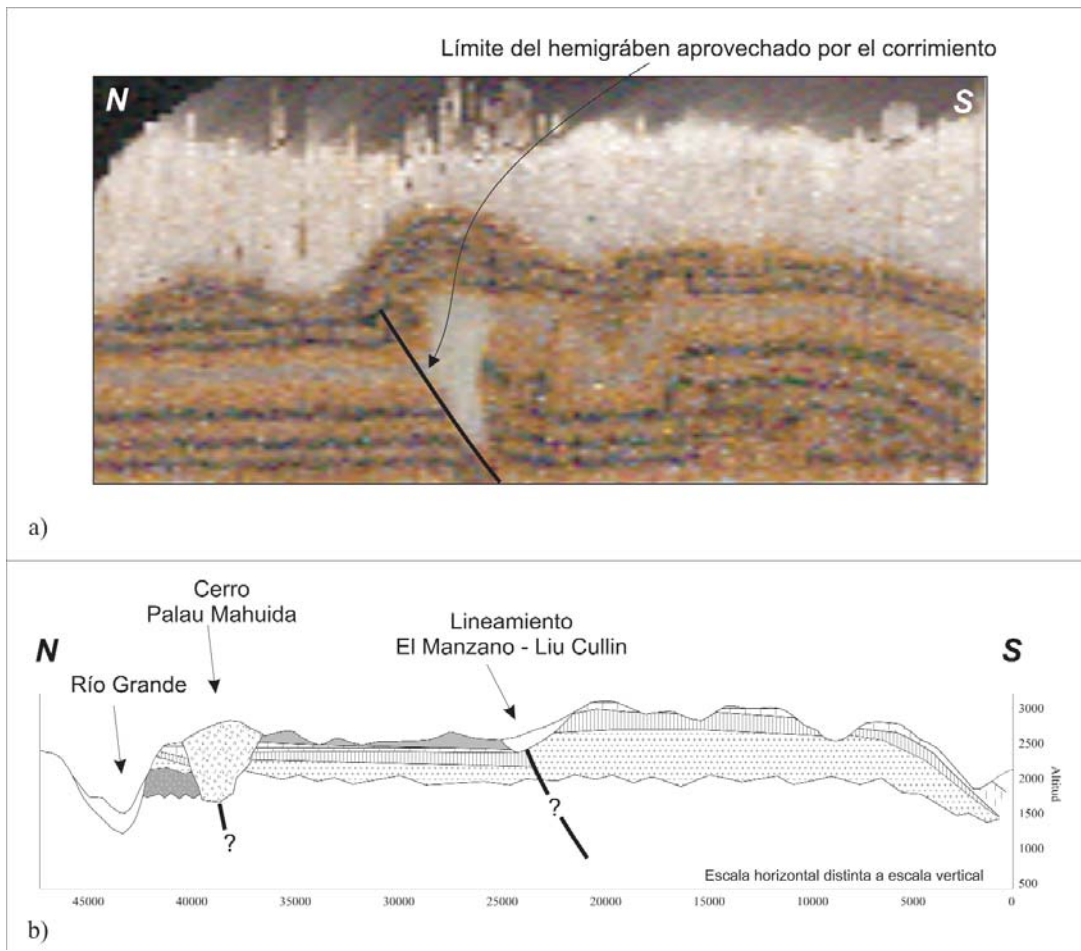 Límite del hemigráben aprovechado por el corrimiento
N
S
a)
Cerro
Palau Mahuida
Lineamiento
El Manzano - Liu Cullin
N
S
Río Grande
3000
2500
2000
1500
1000
500
Altitud
?
?
Escala horizontal distinta a escala vertical
45000 40000 35000 30000 25000 20000 15000 10000 5000 0
b)